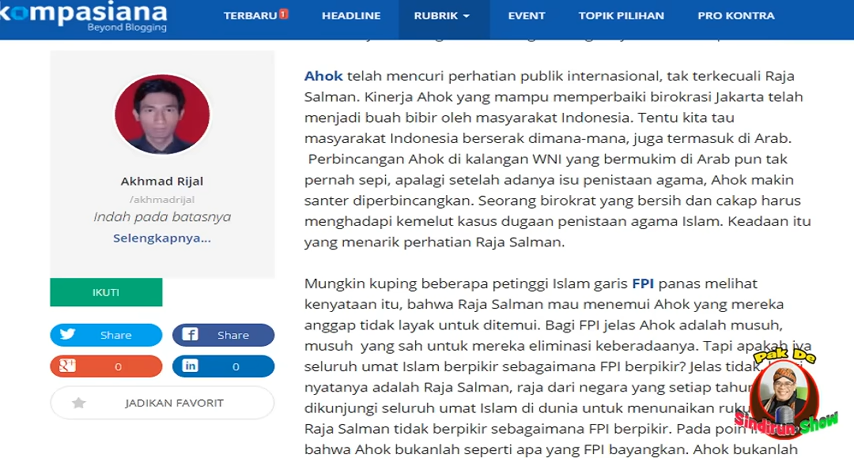 kompasiana
Beyond Blogging
TERBARU 1 HEADLINE RUBRIK EVENT TOPIK PILIHAN PRO KONTRA
Akhmad Rijal
/akhmadrijal
Indah pada batasnya
Selengkapnya...
IKUTI
Share Share
0 0
JADIKAN FAVORIT
Ahok telah mencuri perhatian publik internasional, tak terkecuali Raja
Salman. Kinerja Ahok yang mampu memperbaiki birokrasi Jakarta telah
menjadi buah bibir oleh masyarakat Indonesia. Tentu kita tau
masyarakat Indonesia berserak dimana-mana, juga termasuk di Arab.
Perbincangan Ahok di kalangan WNI yang bermukim di Arab pun tak
pernah sepi, apalagi setelah adanya isu penistaan agama, Ahok makin
santer diperbincangkan. Seorang birokrat yang bersih dan cakap harus
menghadapi kemelut kasus dugaan penistaan agama Islam. Keadaan itu
yang menarik perhatian Raja Salman.
Mungkin kuping beberapa petinggi Islam garis FPI panas melihat
kenyataan itu, bahwa Raja Salman mau menemui Ahok yang mereka
anggap tidak layak untuk ditemui. Bagi FPI jelas Ahok adalah musuh,
musuh yang sah untuk mereka eliminasi keberadaanya. Tapi apakah iya
seluruh umat Islam berpikir sebagaimana FPI berpikir? Jelas tidak
nyatanya adalah Raja Salman, raja dari negara yang setiap tahun
dikunjungi seluruh umat Islam di dunia untuk menunaikan
Raja Salman tidak berpikir sebagaimana FPI berpikir. Pada poin
bahwa Ahok bukanlah seperti apa yang FPI bayangkan. Ahok bukanlah
Pak De
Sindirun Show